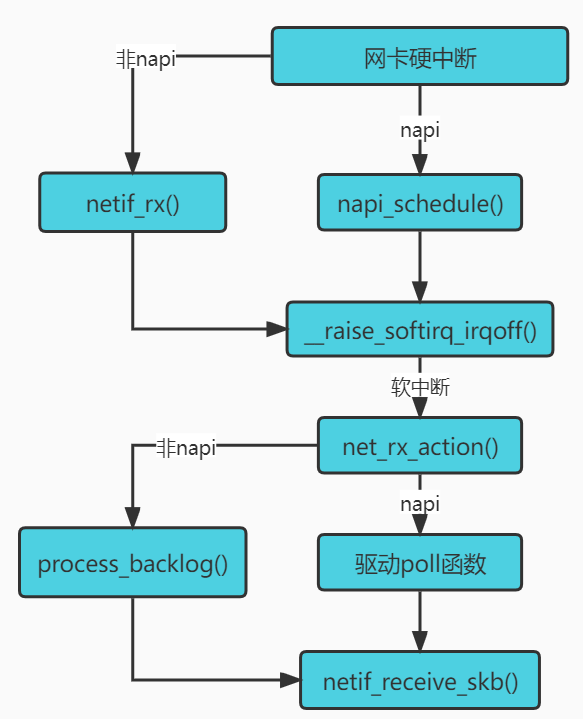 非napi
网卡硬中断
napi
netif_rx()
napi_schedule()
__raise_softirq_irqoff()
软中断
net_rx_action()
非napi
napi
process_backlog()
驱动poll函数
netif_receive_skb()